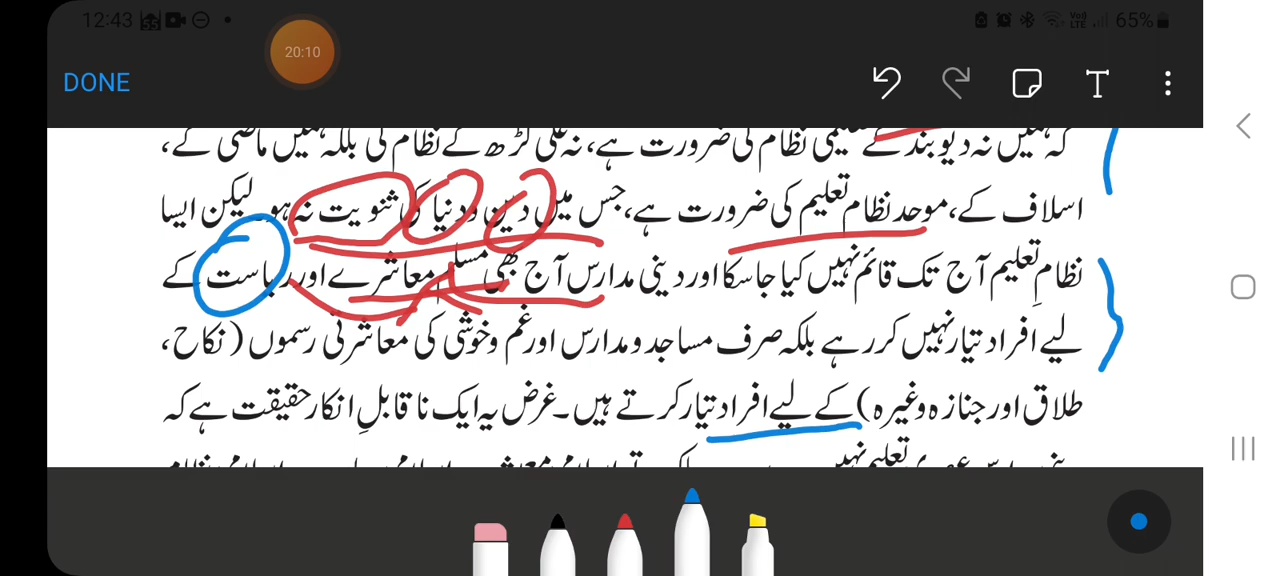 12:43
65%
20:10
DONE
کہ ہمیں نہ دیوبند کے تعلیمی نظام کی ضرورت ہے، نہ علی گڑھ کے نظام کی بلکہ ہمیں ماضی کے،
اسلاف کے، موحد نظام تعلیم کی ضرورت ہے، جس میں دین و دنیا کی ثنویت نہ ہو۔ لیکن ایسا
نظامِ تعلیم آج تک قائم نہیں کیا جاسکا اور دینی مدارس آج بھی مسلم معاشرے اور ریاست کے
لیے افراد تیار نہیں کر رہے بلکہ صرف مساجد و مدارس اور غم و خوشی کی معاشرتی رسموں (نکاح،
طلاق اور جنازہ وغیرہ) کے لیے افراد تیار کرتے ہیں۔ غرض یہ ایک ناقابلِ انکار حقیقت ہے کہ